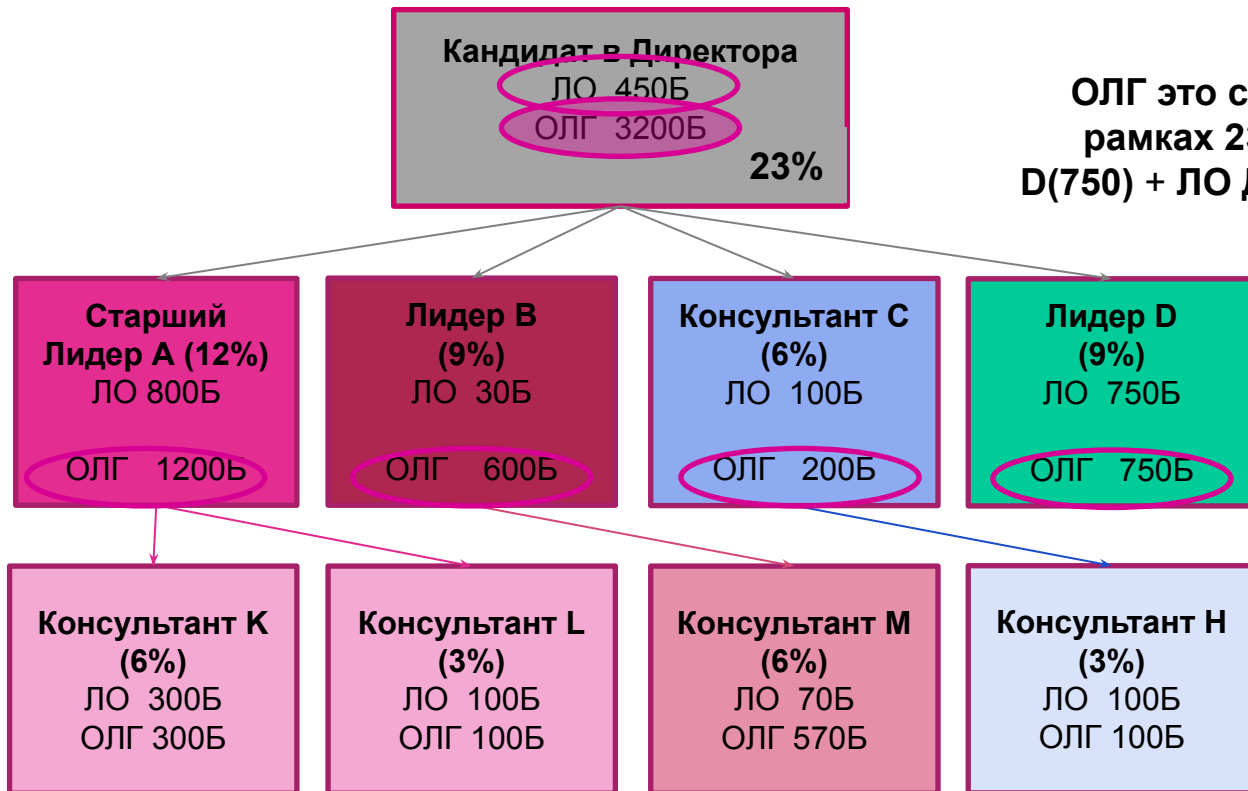 Кандидат в Директора
ЛО 450Б
ОЛГ 3200Б
23%
ОЛГ это
рамках
D(750) + ЛО
Старший
Лидер А (12%)
ЛО 800Б
ОЛГ 1200Б
Лидер В
(9%)
ЛО 30Б
ОЛГ 600Б
Консультант С
(6%)
ЛО 100Б
ОЛГ 200Б
Лидер D
(9%)
ЛО 750Б
ОЛГ 750Б
Консультант K
(6%)
ЛО 300Б
ОЛГ 300Б
Консультант L
(3%)
ЛО 100Б
ОЛГ 100Б
Консультант M
(6%)
ЛО 70Б
ОЛГ 570Б
Консультант H
(3%)
ЛО 100Б
ОЛГ 100Б